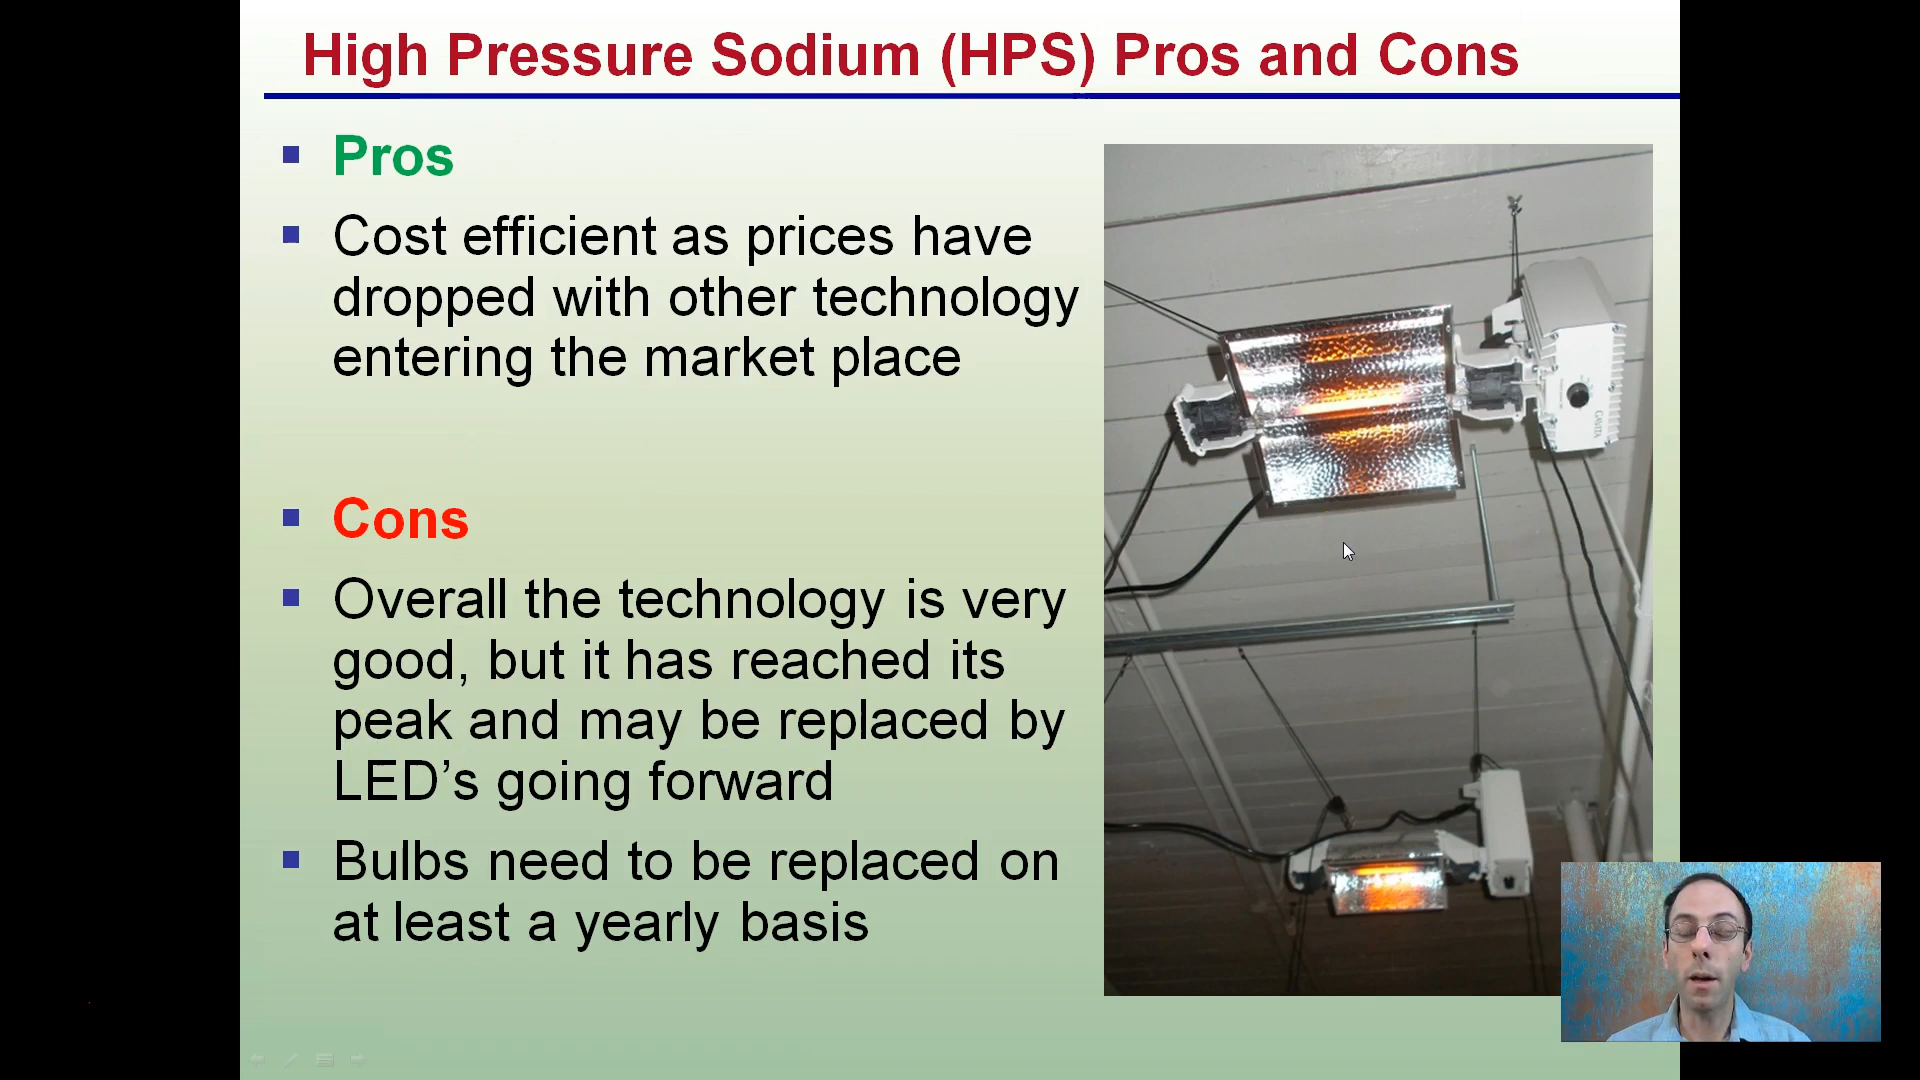 High Pressure Sodium (HPS) Pros and Cons
Pros
Cost efficient as prices have
dropped with other technology
entering the market place
Cons
Overall the technology is very
good, but it has reached its
peak and may be replaced by
LED’s going forward
Bulbs need to be replaced on
at least a yearly basis
GAVITA